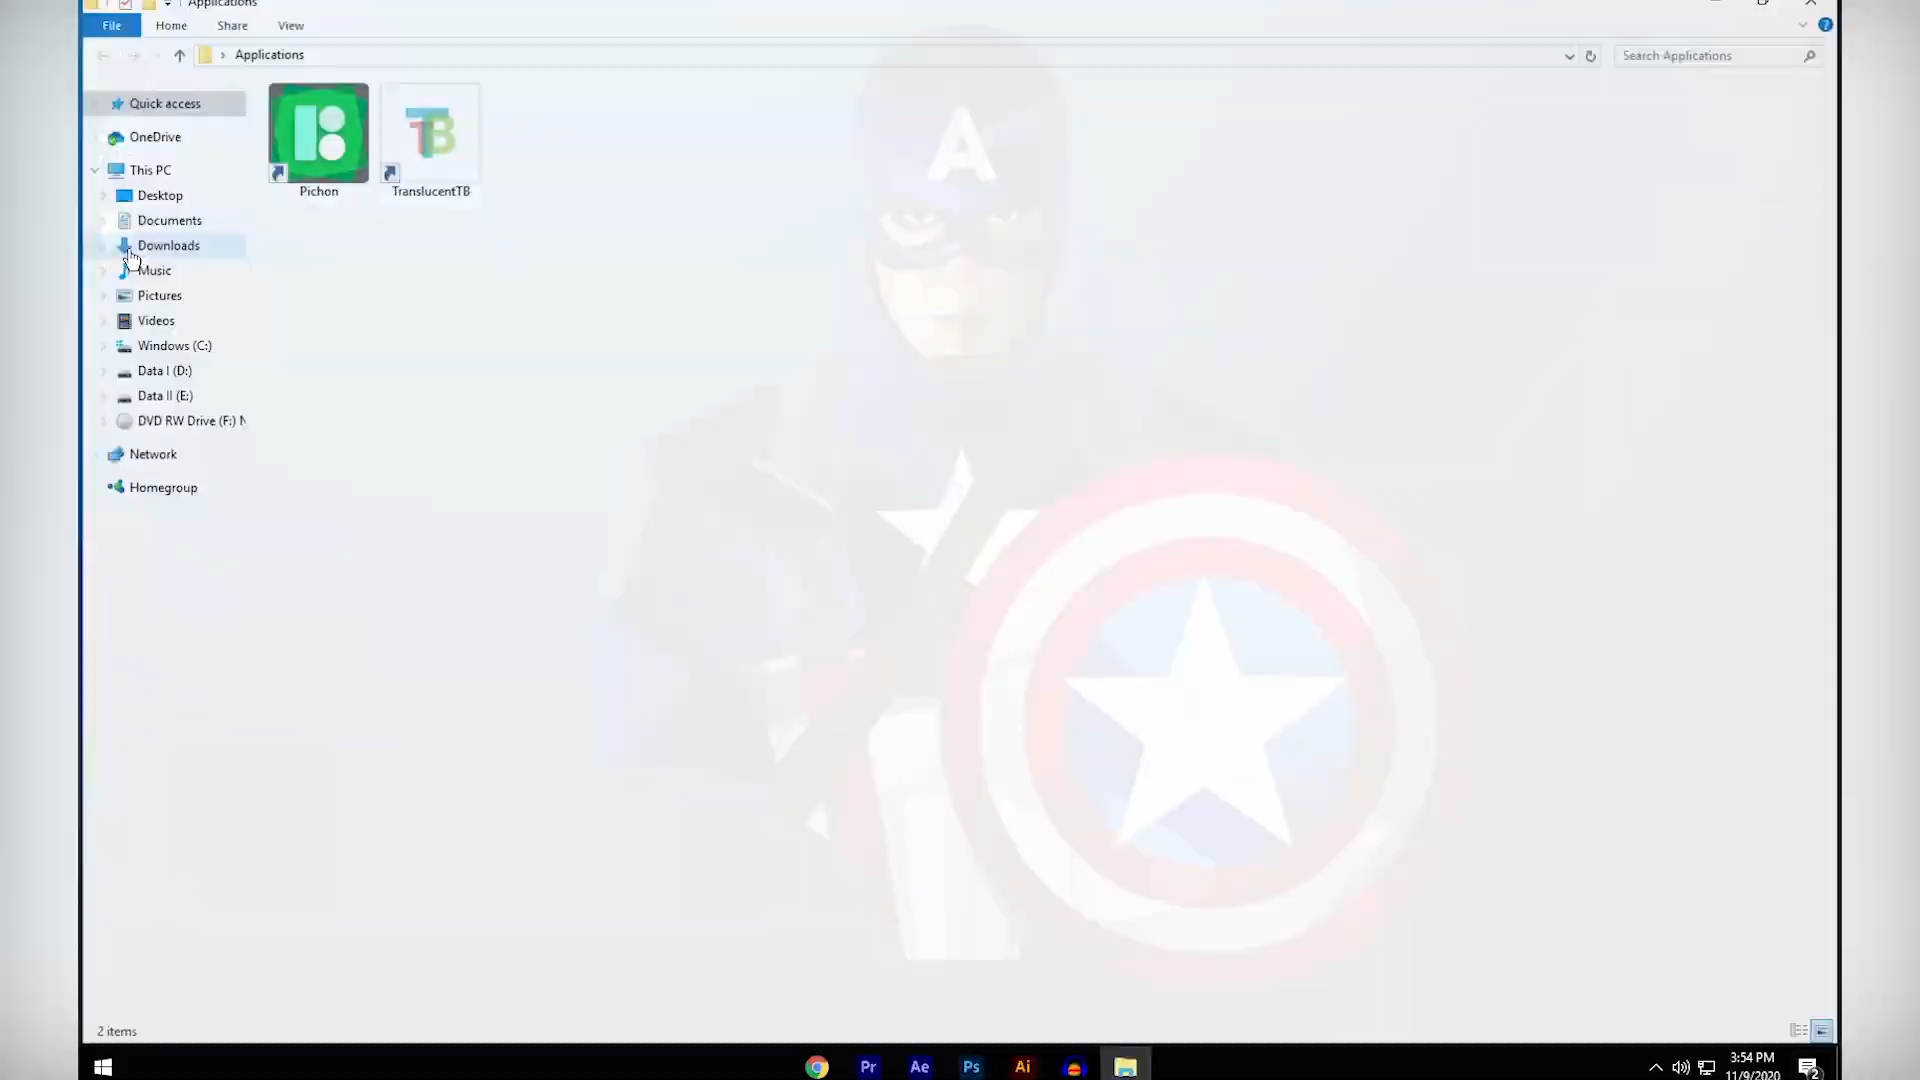 Applications
File Home Share View
Applications
Search Applications
Quick access
OneDrive
This PC
Desktop
Documents
Downloads
Music
Pictures
Videos
Windows (C:)
Data I (D:)
Data II (E:)
DVD RW Drive (F:) N
Network
Homegroup
Pichon
TB
TranslucentTB
A
2 items
Pr Ae Ps Ai
3:54 PM
11/9/2020
2